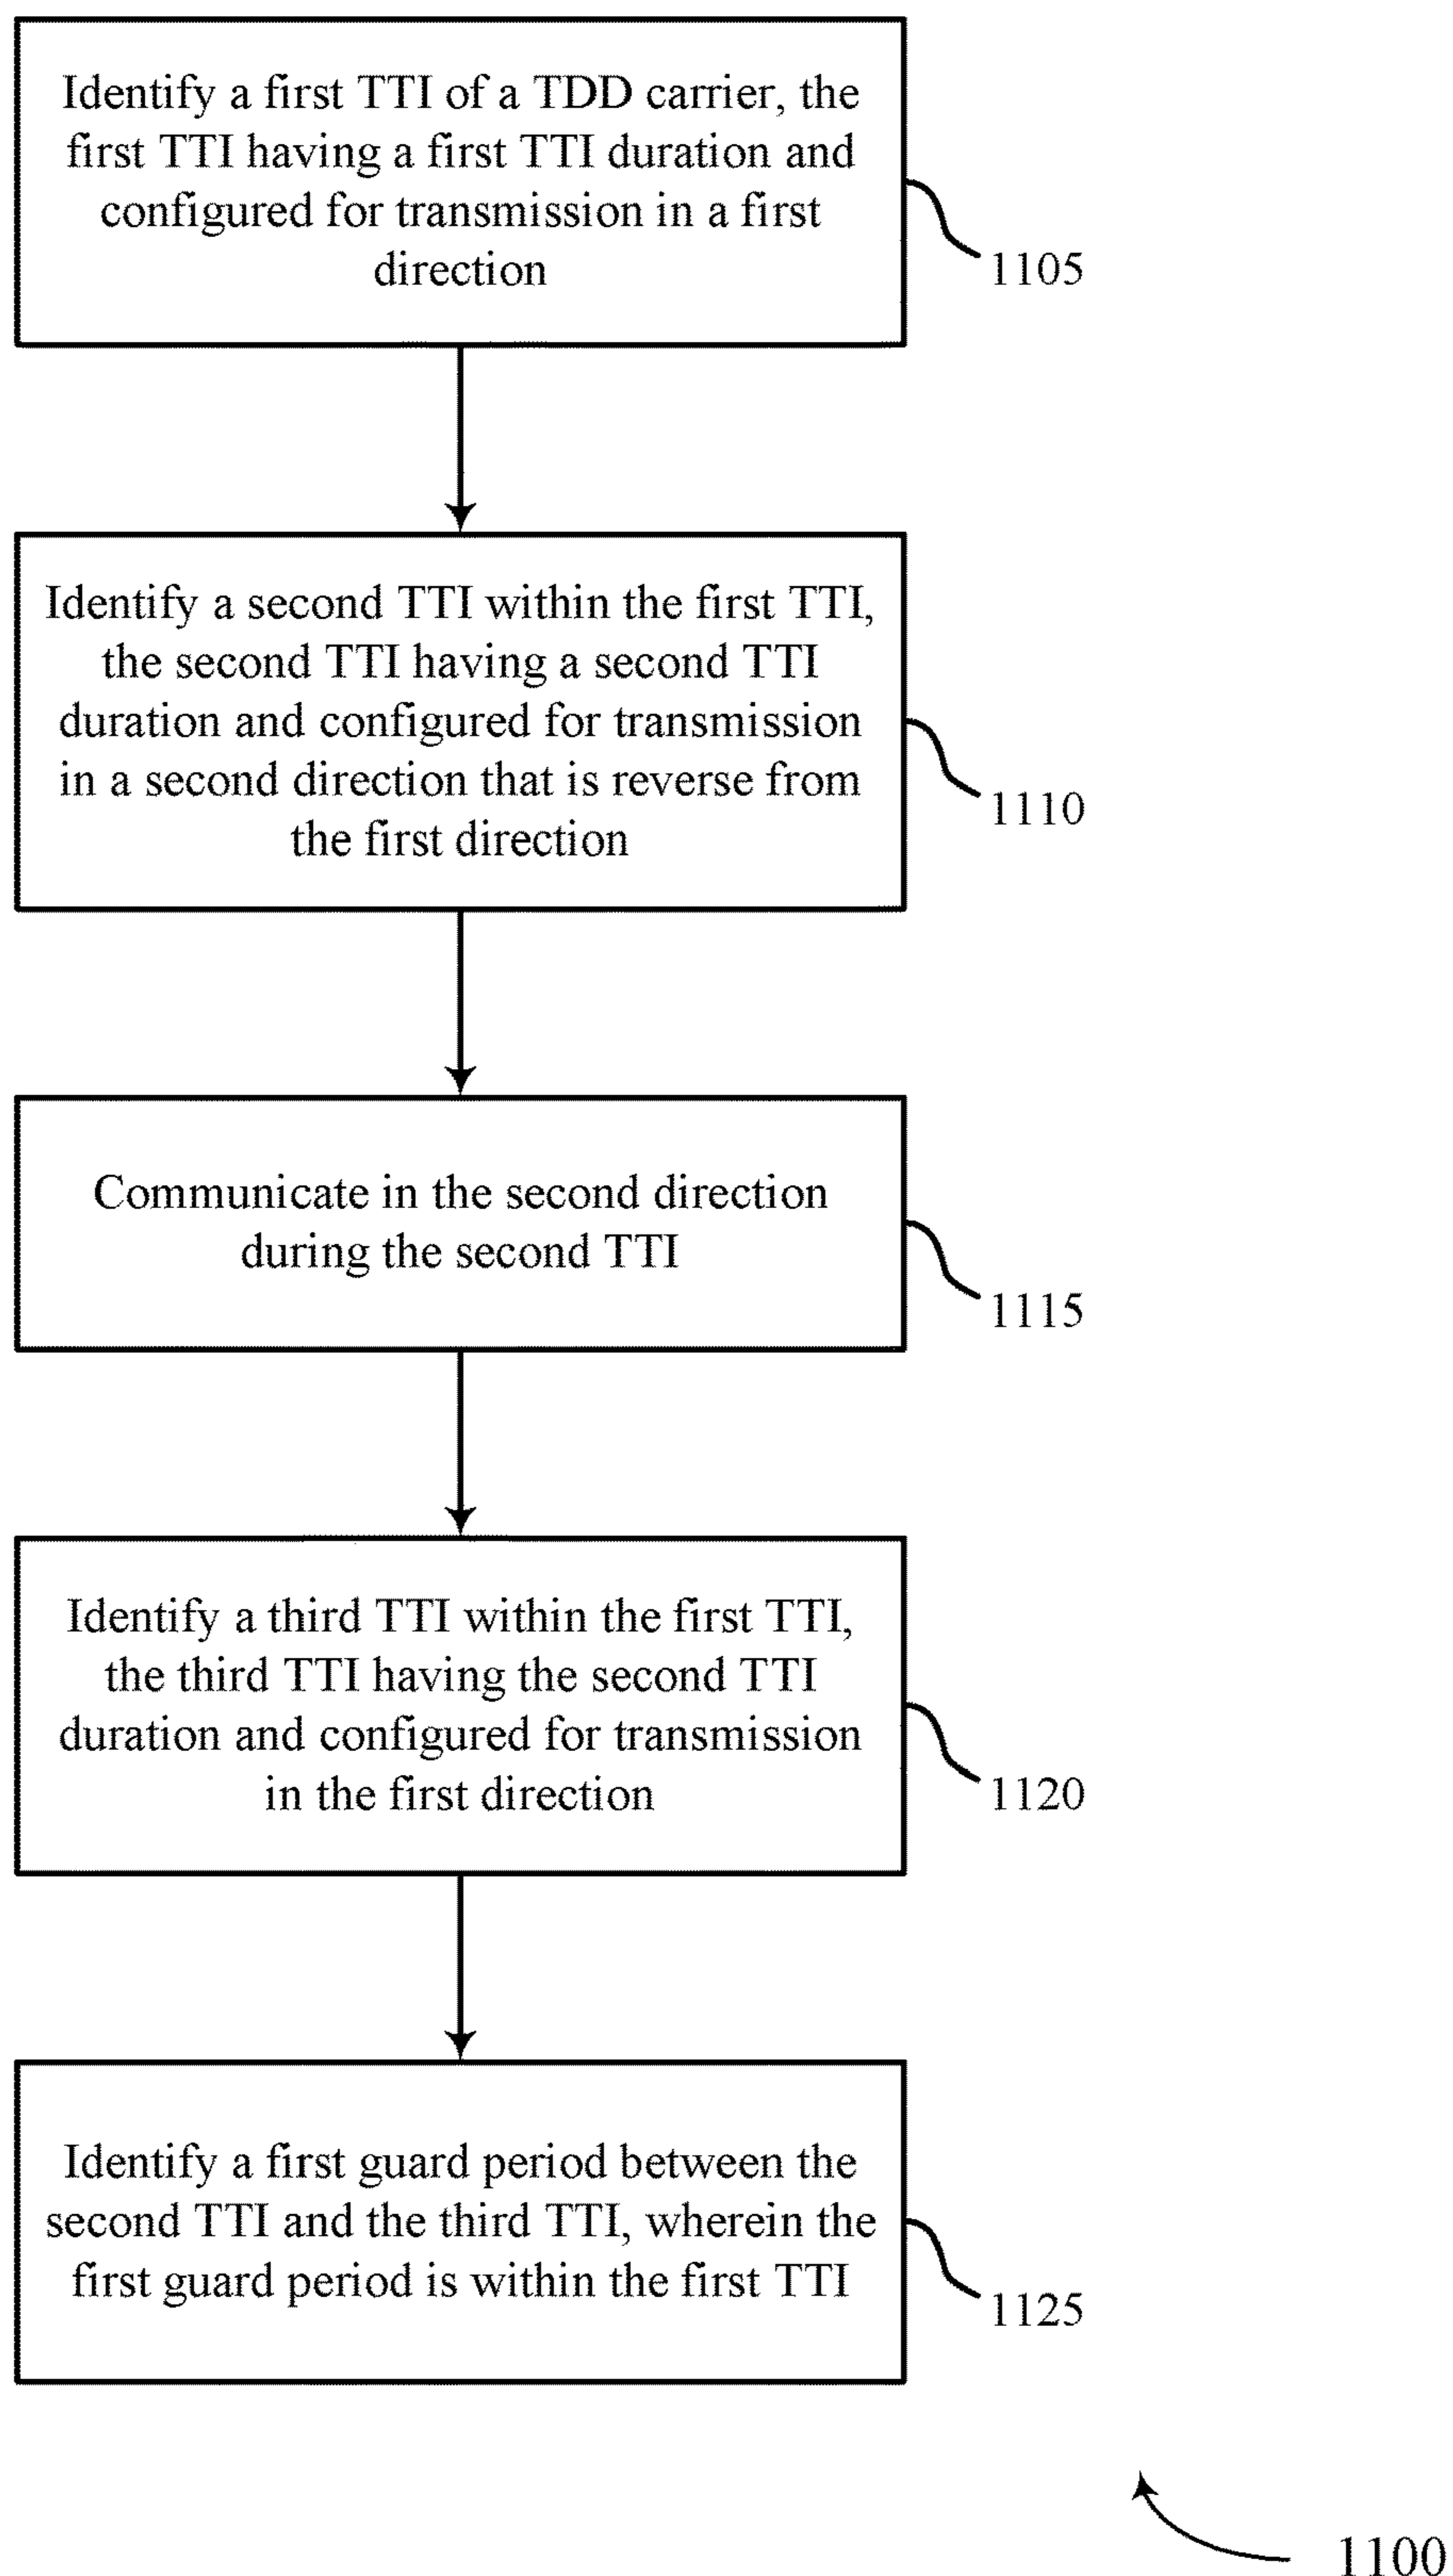 Identify a first TTI of a TDD carrier, the
first TTI having a first TTI duration and
configured for transmission in a first
direction
1105
Identify a second TTI within the first TTI,
the second TTI having a second TTI
duration and configured for transmission
in a second direction that is reverse from
the first direction
1110
Communicate in the second direction
during the second TTI
1115
Identify a third TTI within the first TTI,
the third TTI having the second TTI
duration and configured for transmission
in the first direction
1120
Identify a first guard period between the
second TTI and the third TTI, wherein the
first guard period is within the first TTI
1125
1100